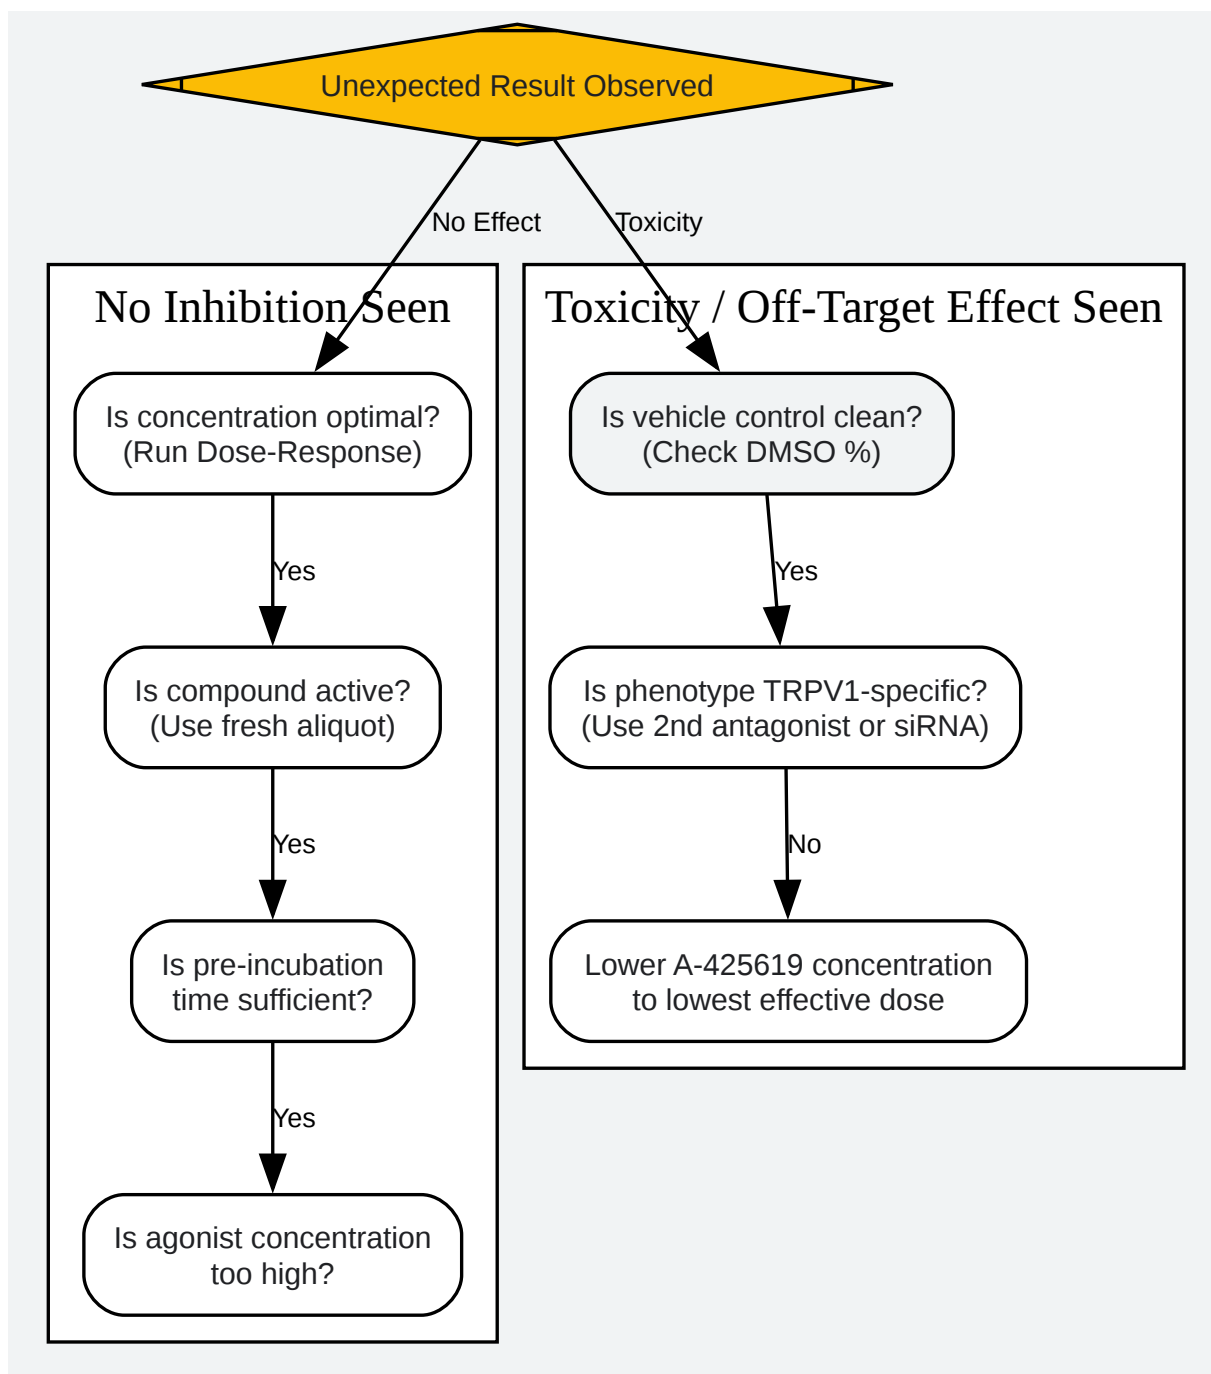 Unexpected Result Observed
No Effect
Toxicity
No Inhibition Seen
Is concentration optimal?
(Run Dose-Response)
Yes
Is compound active?
(Use fresh aliquot)
Yes
Is pre-incubation
time sufficient?
Yes
Is agonist concentration
too high?
Toxicity / Off-Target Effect Seen
Is vehicle control clean?
(Check DMSO %)
Yes
Is phenotype TRPV1-specific?
(Use 2nd antagonist or siRNA)
No
Lower A-425619 concentration
to lowest effective dose